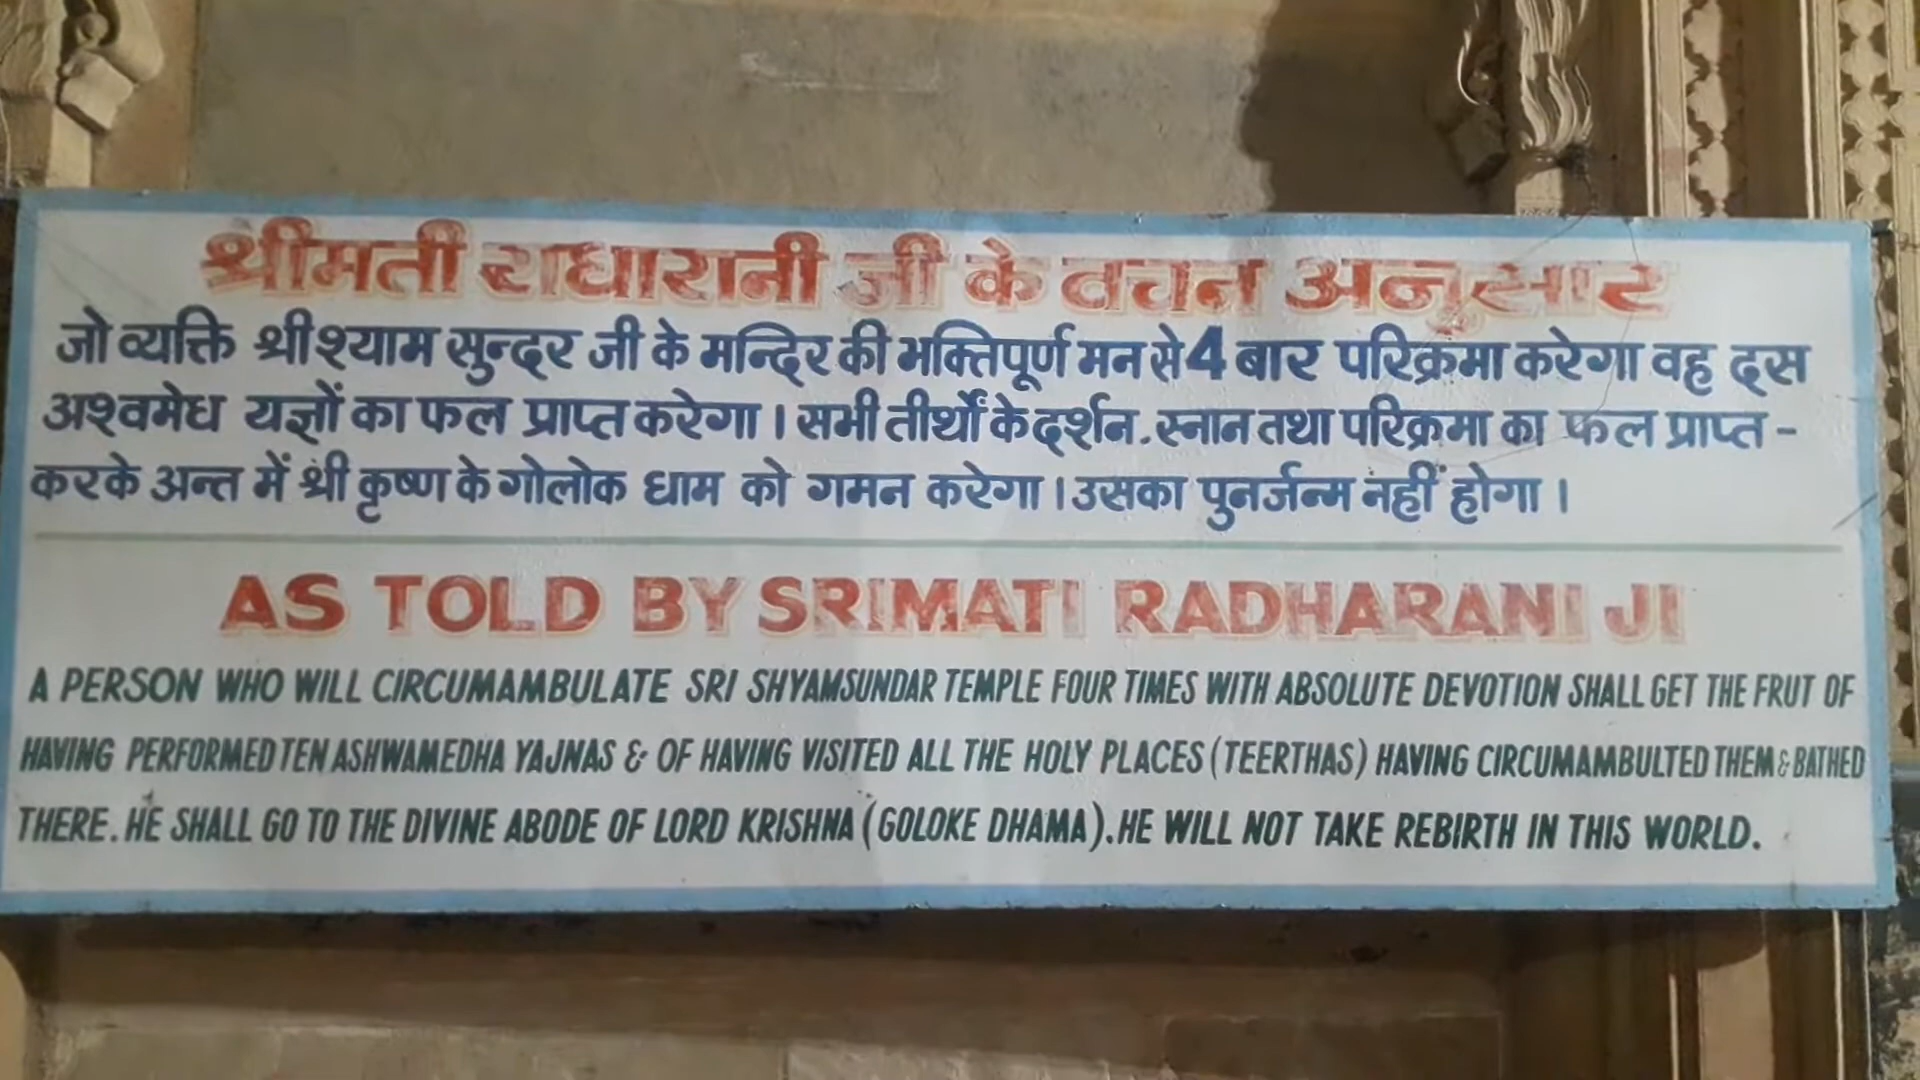 श्रीमती राधारानी जी के वचन अनुसार
जो व्यक्ति श्री श्याम सुन्दर जी के मन्दिर की भक्तिपूर्ण मन से 4 बार परिक्रमा करेगा वह दस
अश्वमेध यज्ञों का फल प्राप्त करेगा । सभी तीर्थों के दर्शन. स्नान तथा परिक्रमा का फल प्राप्त -
करके अन्त में श्री कृष्ण के गोलोक धाम को गमन करेगा । उसका पुनर्जन्म नहीं होगा ।
AS TOLD BY SRIMATI RADHARANI JI
A PERSON WHO WILL CIRCUMAMBULATE SRI SHYAMSUNDAR TEMPLE FOUR TIMES WITH ABSOLUTE DEVOTION SHALL GET THE FRUT OF
HAVING PERFORMED TEN ASHWAMEDHA YAJNAS & OF HAVING VISITED ALL THE HOLY PLACES (TEERTHAS) HAVING CIRCUMAMBULTED THEM & BATHED
THERE. HE SHALL GO TO THE DIVINE ABODE OF LORD KRISHNA (GOLOKE DHAMA). HE WILL NOT TAKE REBIRTH IN THIS WORLD.